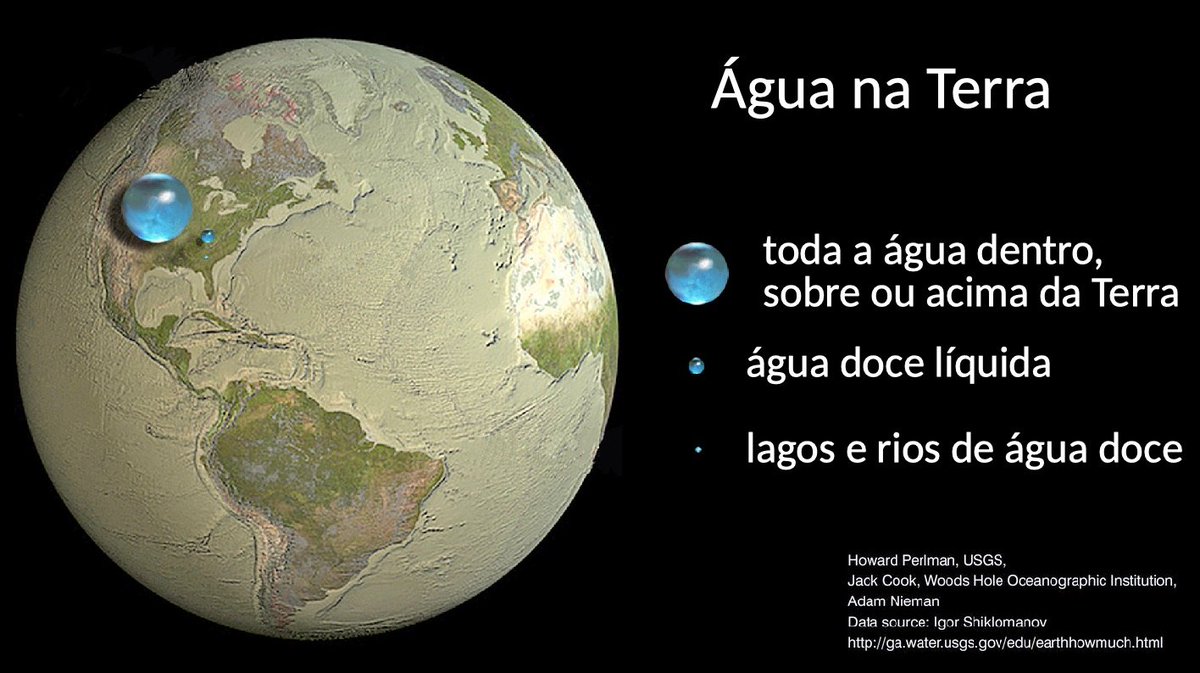 Água na Terra
toda a água dentro,
sobre ou acima da Terra
água doce líquida
lagos e rios de água doce
Howard Perlman, USGS,
Jack Cook, Woods Hole Oceanographic Institution,
Adam Nieman
Data source: Igor Shiklomanov
http://ga.water.usgs.gov/edu/earthhowmuch.html